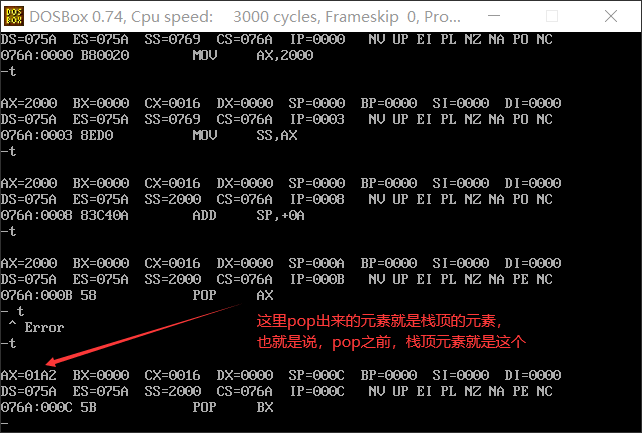 DOSBox 0.74, Cpu speed:    3000 cycles, Frameskip  0, Pro...
DS=075A  ES=075A  SS=0769  CS=076A  IP=0000   NV UP EI PL NZ NA PO NC
076A:0000 B80020        MOV     AX,2000
-t
AX=2000  BX=0000  CX=0016  DX=0000  SP=0000  BP=0000  SI=0000  DI=0000
DS=075A  ES=075A  SS=0769  CS=076A  IP=0003   NV UP EI PL NZ NA PO NC
076A:0003 8ED0          MOV     SS,AX
-t
AX=2000  BX=0000  CX=0016  DX=0000  SP=0000  BP=0000  SI=0000  DI=0000
DS=075A  ES=075A  SS=2000  CS=076A  IP=0008   NV UP EI PL NZ NA PO NC
076A:0008 83C40A        ADD     SP,+0A
-t
AX=2000  BX=0000  CX=0016  DX=0000  SP=000A  BP=0000  SI=0000  DI=0000
DS=075A  ES=075A  SS=2000  CS=076A  IP=000B   NV UP EI PL NZ NA PE NC
076A:000B 58            POP     AX
- t
^ Error
-t
这里pop出来的元素就是栈顶的元素，
也就是说，pop之前，栈顶元素就是这个
AX=01A2  BX=0000  CX=0016  DX=0000  SP=000C  BP=0000  SI=0000  DI=0000
DS=075A  ES=075A  SS=2000  CS=076A  IP=000C   NV UP EI PL NZ NA PE NC
076A:000C 5B            POP     BX
-